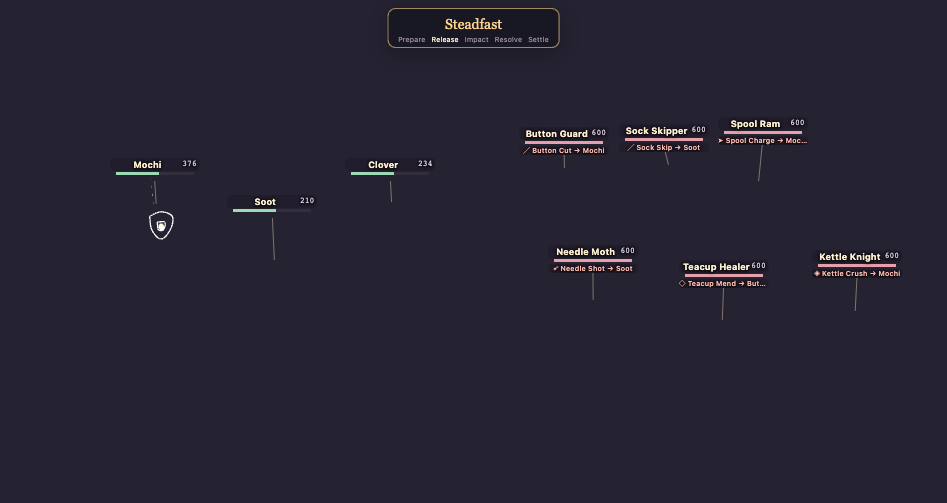 Steadfast
Prepare Release Impact Resolve Settle
Spool Ram 600
Spool Charge → Moc...
Sock Skipper 600
Sock Skip → Soot
Button Guard 600
Button Cut → Mochi
Mochi 376
Clover 234
Soot 210
Needle Moth 600
Needle Shot → Soot
Teacup Healer 600
Teacup Mend → But...
Kettle Knight 600
Kettle Crush → Mochi